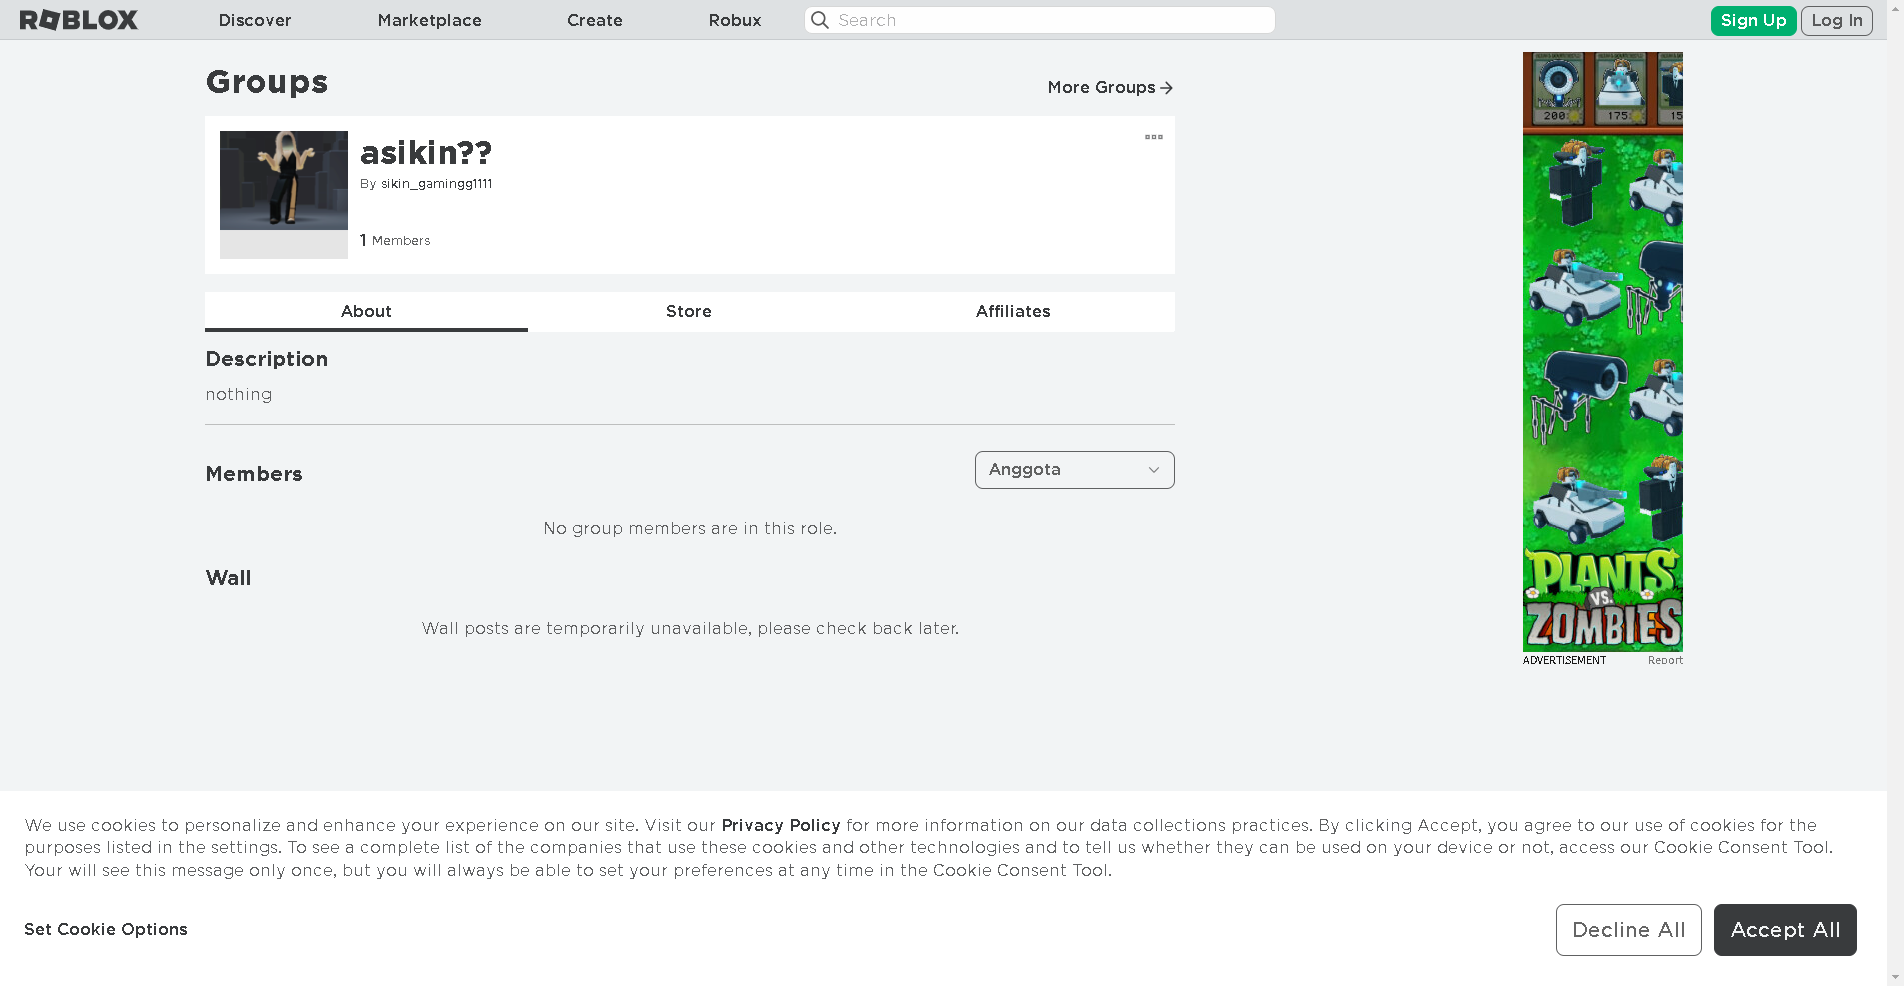 ROBLOX Discover Marketplace Create Robux Search Sign Up Log In
Groups
More Groups
asikin??
By sikin_gamingg1111
1 Members
About Store Affiliates
Description
nothing
Members
Anggota
No group members are in this role.
Wall
Wall posts are temporarily unavailable, please check back later.
200
175
15
PLANTS
VS.
ZOMBIES
ADVERTISEMENT Report
We use cookies to personalize and enhance your experience on our site. Visit our Privacy Policy for more information on our data collections practices. By clicking Accept, you agree to our use of cookies for the
purposes listed in the settings. To see a complete list of the companies that use these cookies and other technologies and to tell us whether they can be used on your device or not, access our Cookie Consent Tool.
Your will see this message only once, but you will always be able to set your preferences at any time in the Cookie Consent Tool.
Set Cookie Options
Decline All
Accept All